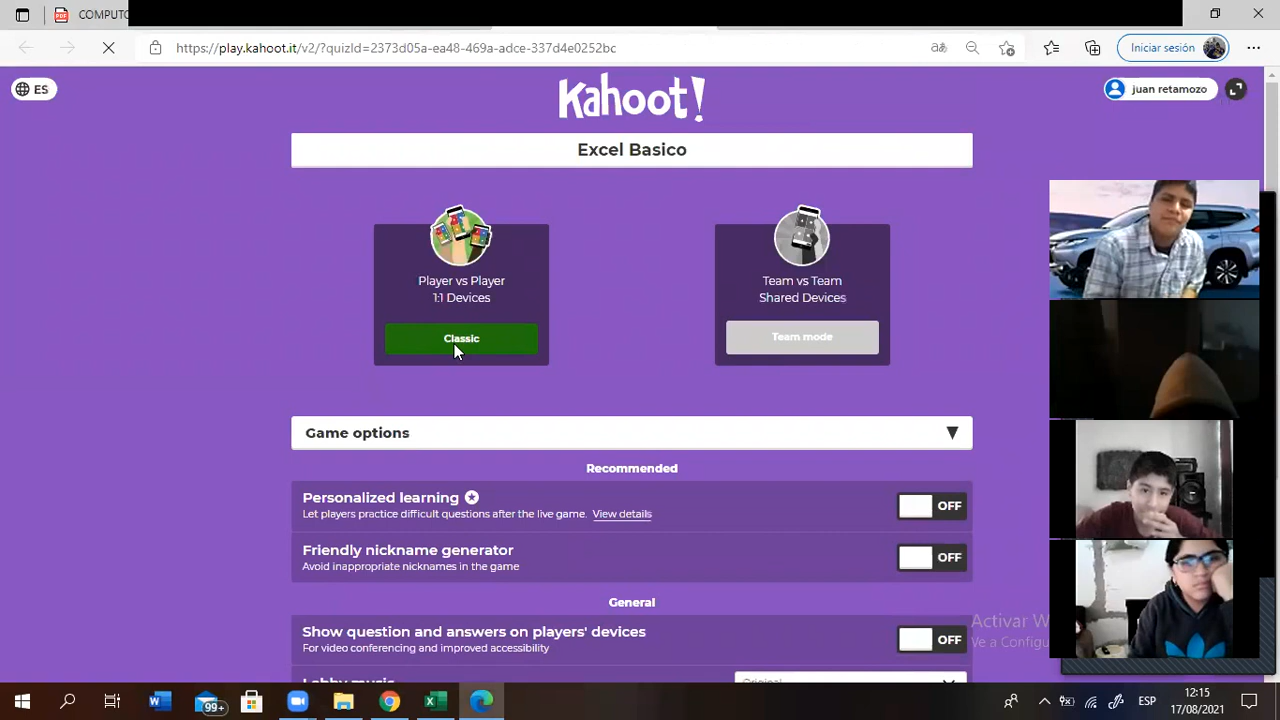 COMPUTO
https://play.kahoot.it/v2/?quizId=2373d05a-ea48-469a-adce-337d4e0252bc
Iniciar sesión
ES
Kahoot!
juan retamozo
Excel Basico
Player vs Player
1:1 Devices
Classic
Team vs Team
Shared Devices
Team mode
Game options
Recommended
Personalized learning
Let players practice difficult questions after the live game. View details
OFF
Friendly nickname generator
Avoid inappropriate nicknames in the game
OFF
General
Show question and answers on players' devices
For video conferencing and improved accessibility
OFF
Activar W
Ve a Configu
Lobby music
Original
99+
ESP
12:15
17/08/2021